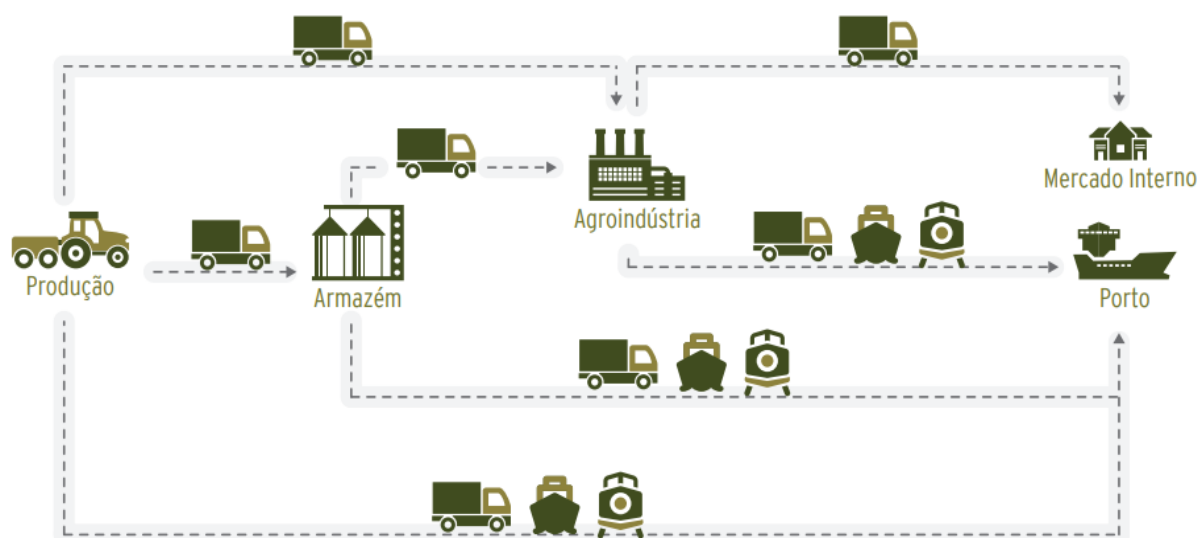 Mercado Interno
Agroindústria
Produção
Armazém
Porto